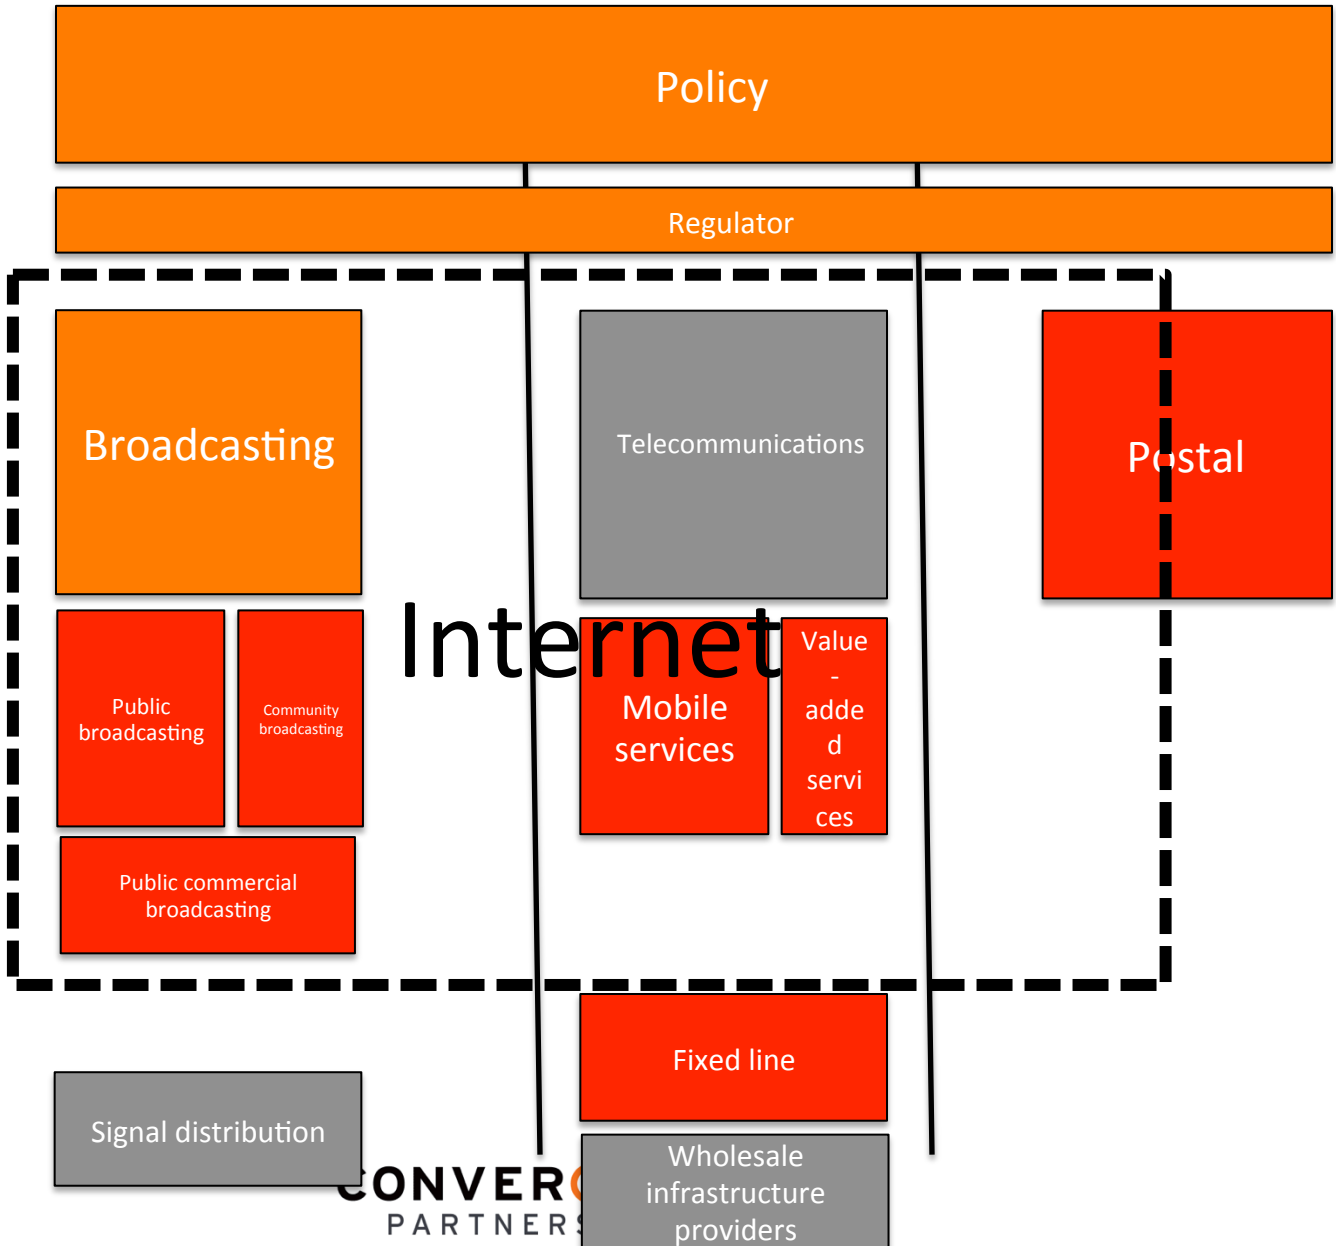 Policy
Regulator
Broadcasting
Telecommunications
Postal
Internet
Public
broadcasting
Community
broadcasting
Mobile
services
Value
-
adde
d
servi
ces
Public commercial
broadcasting
Fixed line
Signal distribution
Wholesale
infrastructure
providers
CONVER
PARTNERS